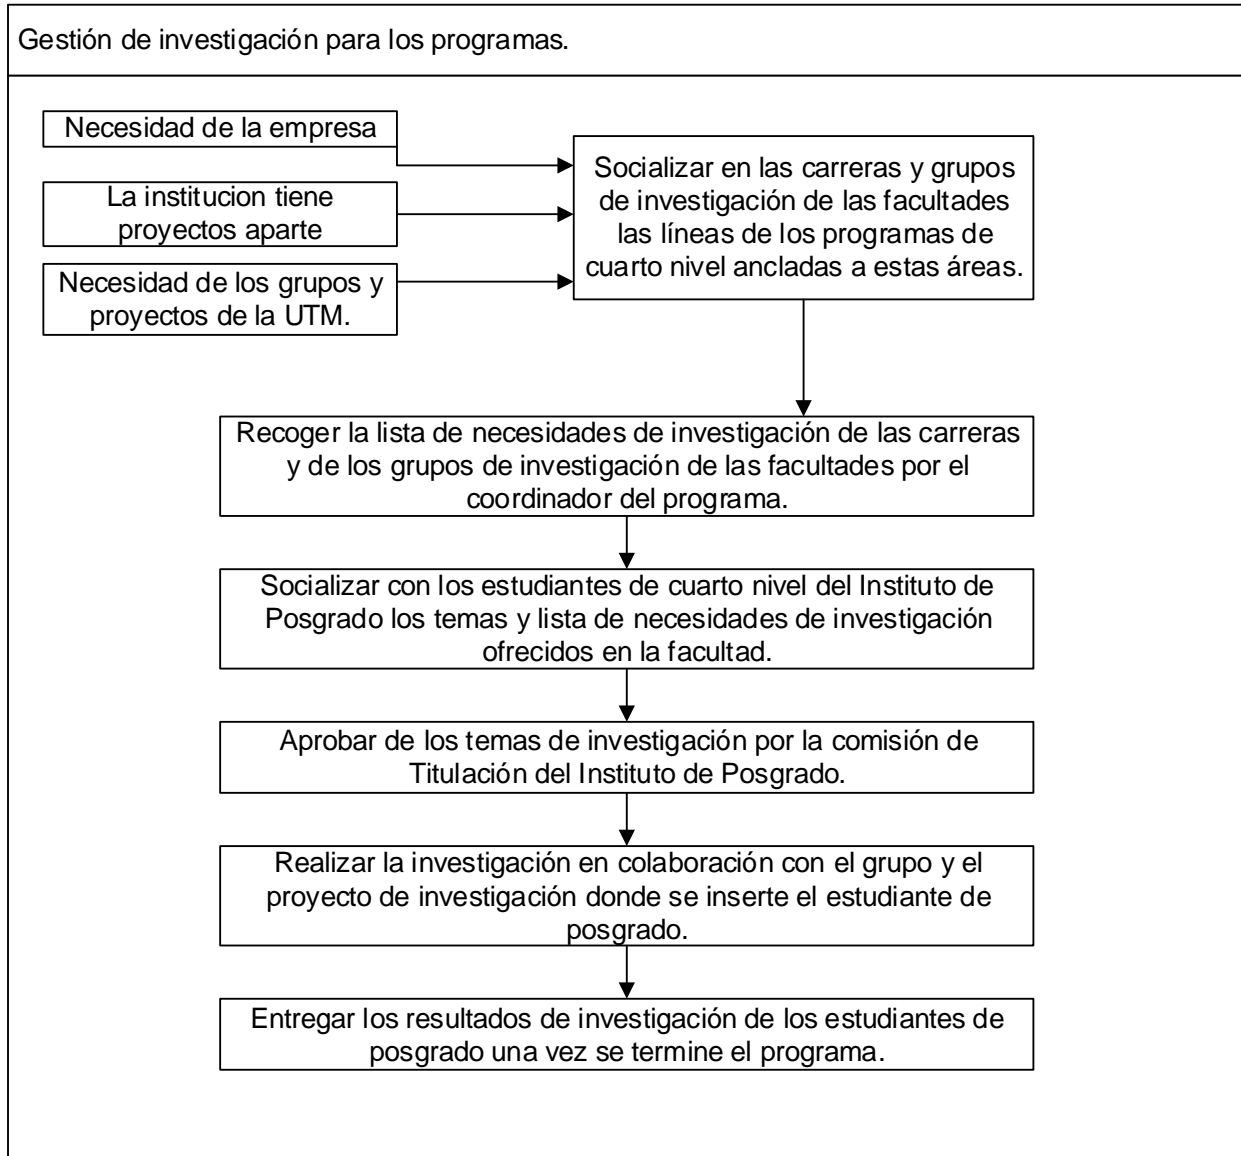 Gestión de investigación para los programas.
Necesidad de la empresa
La institucion tiene
proyectos aparte
Necesidad de los grupos y
proyectos de la UTM.
Socializar en las carreras y grupos
de investigación de las facultades
las líneas de los programas de
cuarto nivel ancladas a estas áreas.
Recoger la lista de necesidades de investigación de las carreras
y de los grupos de investigación de las facultades por el
coordinador del programa.
Socializar con los estudiantes de cuarto nivel del Instituto de
Posgrado los temas y lista de necesidades de investigación
ofrecidos en la facultad.
Aprobar de los temas de investigación por la comisión de
Titulación del Instituto de Posgrado.
Realizar la investigación en colaboración con el grupo y el
proyecto de investigación donde se inserte el estudiante de
posgrado.
Entregar los resultados de investigación de los estudiantes de
posgrado una vez se termine el programa.